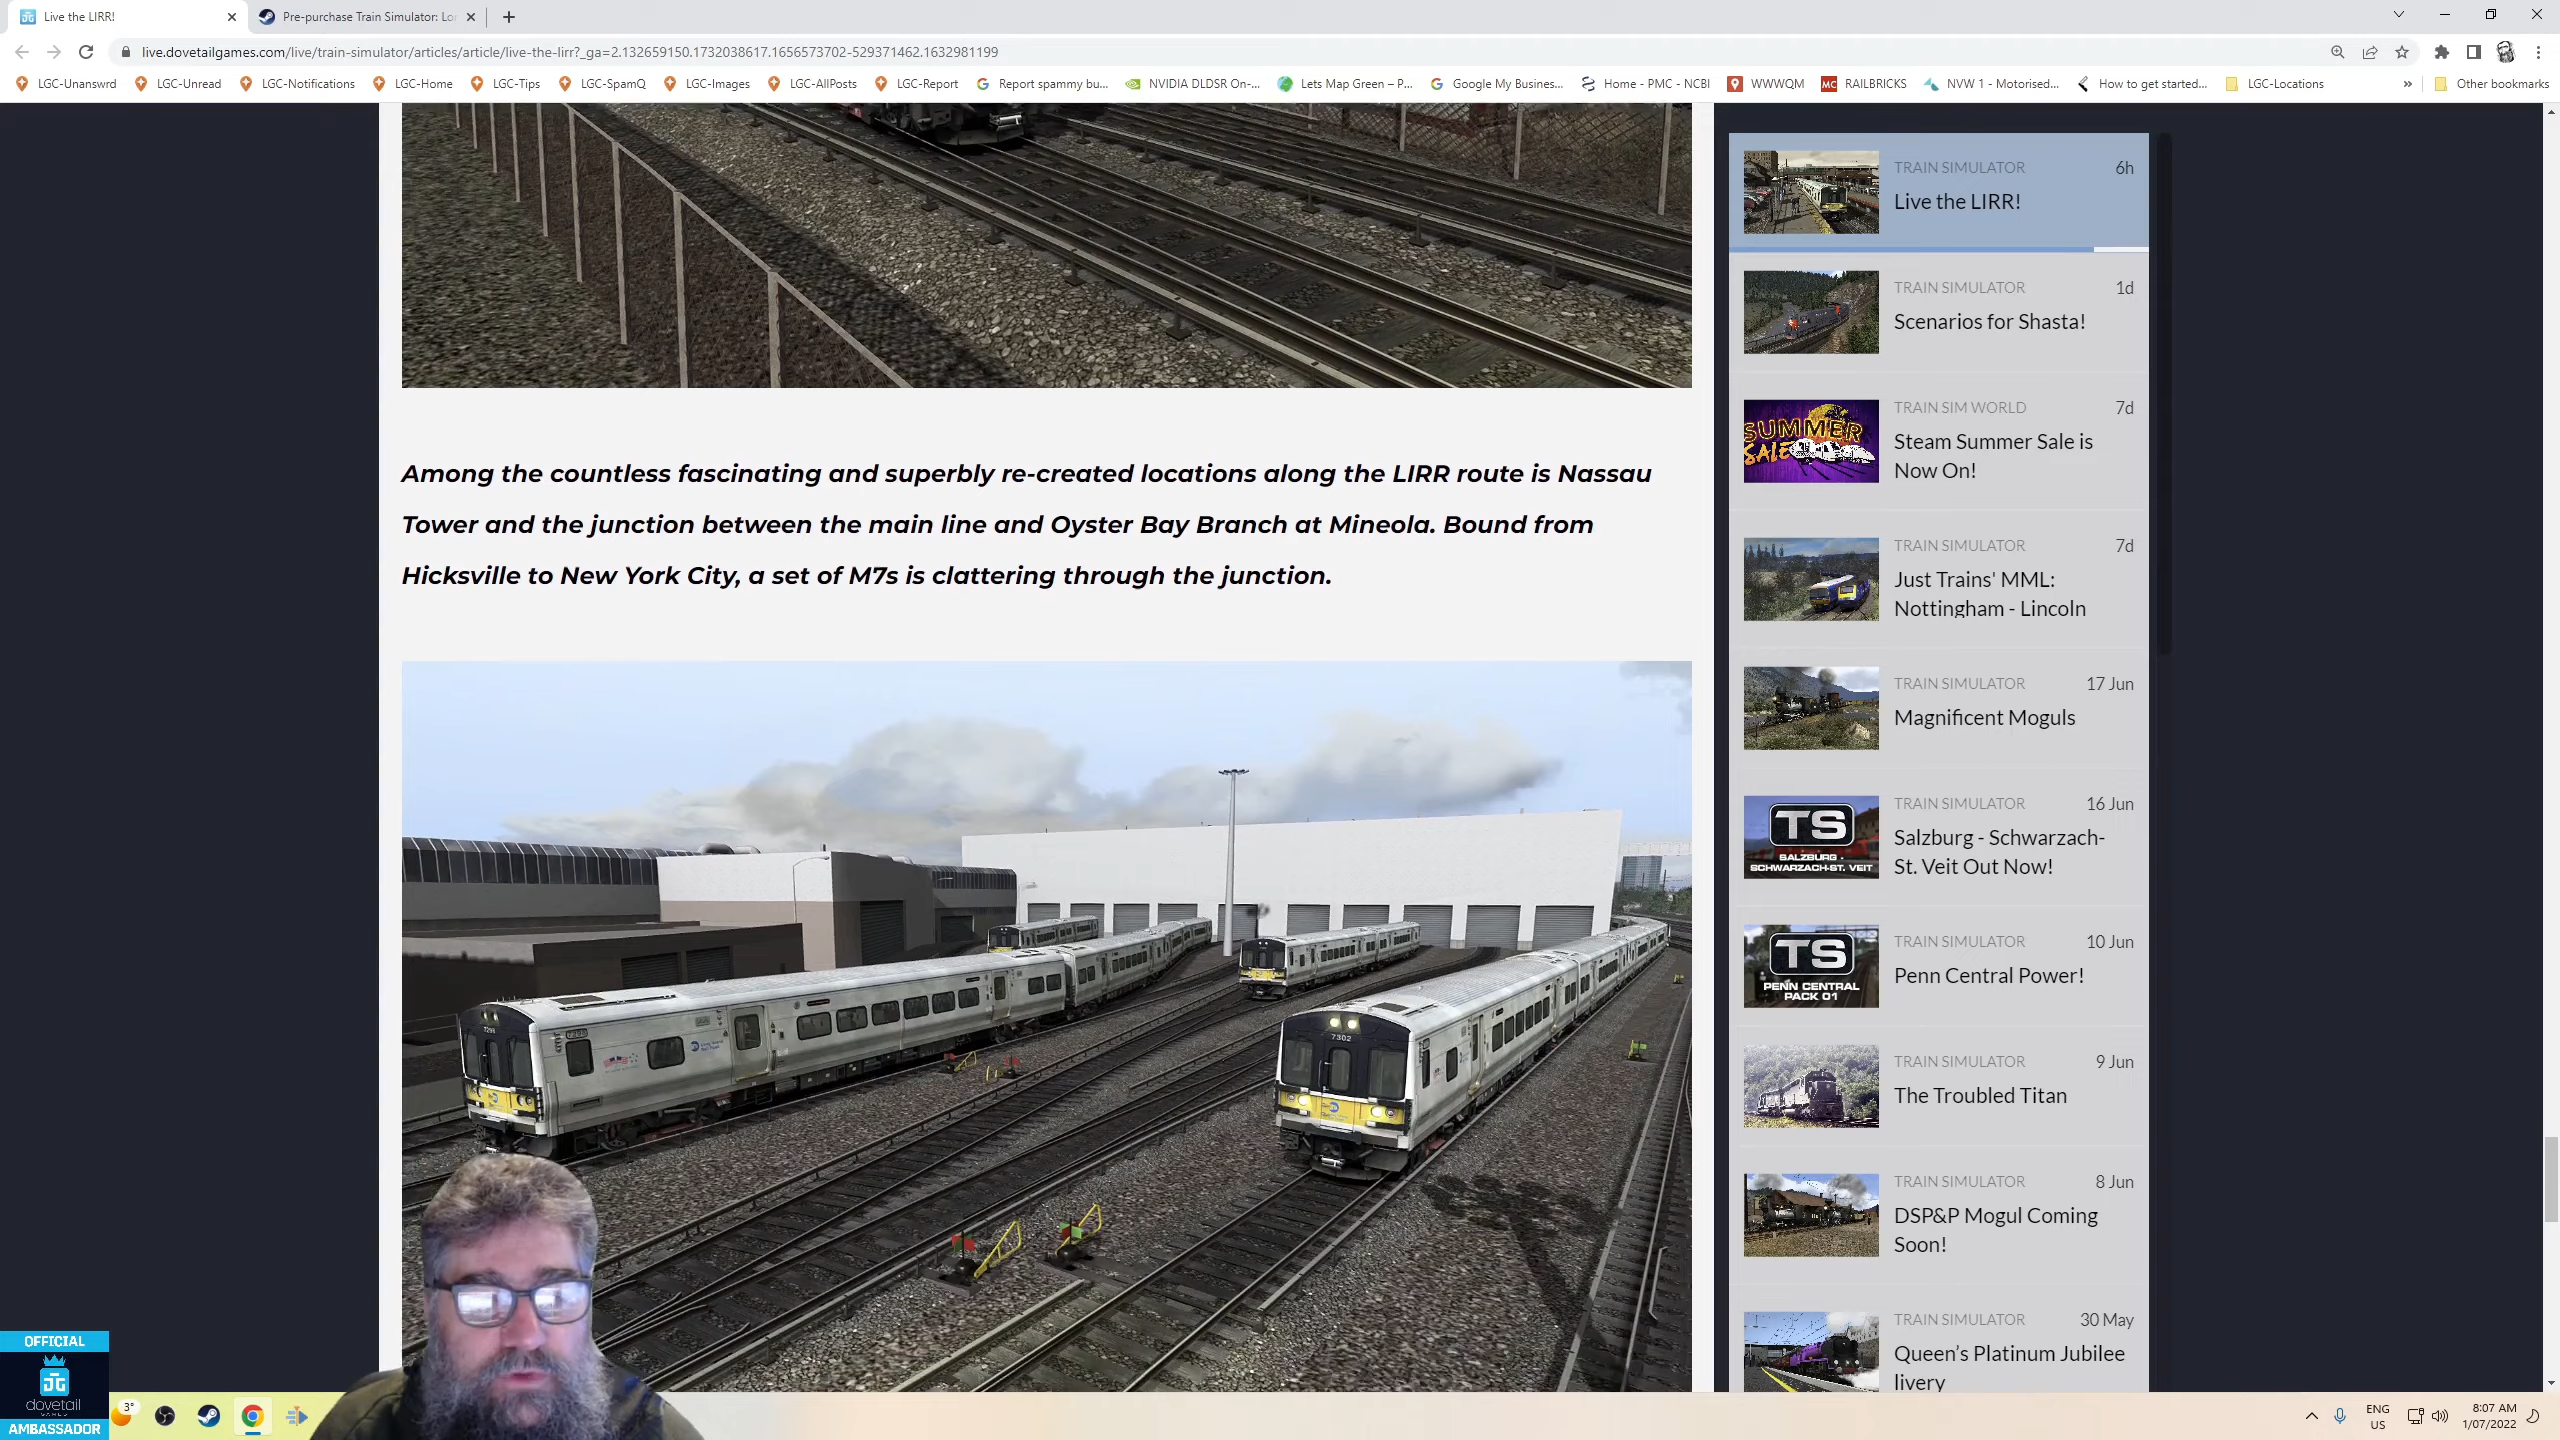 Live the LIRR!
Pre-purchase Train Simulator: Lo
live.dovetailgames.com/live/train-simulator/articles/article/live-the-lirr?_ga=2.132659150.1732038617.1656573702-529371462.1632981199
LGC-Unanswrd
LGC-Unread
LGC-Notifications
LGC-Home
LGC-Tips
LGC-SpamQ
LGC-Images
LGC-AllPosts
LGC-Report
Report spammy bu...
NVIDIA DLDSR On-...
Lets Map Green – P...
Google My Busines...
Home - PMC - NCBI
WWWQM
MC RAILBRICKS
NVW 1 - Motorised...
How to get started...
LGC-Locations
Other bookmarks
Among the countless fascinating and superbly re-created locations along the LIRR route is Nassau
Tower and the junction between the main line and Oyster Bay Branch at Mineola. Bound from
Hicksville to New York City, a set of M7s is clattering through the junction.
7302
TRAIN SIMULATOR 6h
Live the LIRR!
TRAIN SIMULATOR 1d
Scenarios for Shasta!
SUMMER
SALE
TRAIN SIM WORLD 7d
Steam Summer Sale is
Now On!
TRAIN SIMULATOR 7d
Just Trains' MML:
Nottingham - Lincoln
TRAIN SIMULATOR 17 Jun
Magnificent Moguls
TS
SALZBURG -
SCHWARZACH-ST. VEIT
TRAIN SIMULATOR 16 Jun
Salzburg - Schwarzach-
St. Veit Out Now!
TS
PENN CENTRAL
PACK 01
TRAIN SIMULATOR 10 Jun
Penn Central Power!
TRAIN SIMULATOR 9 Jun
The Troubled Titan
TRAIN SIMULATOR 8 Jun
DSP&P Mogul Coming
Soon!
TRAIN SIMULATOR 30 May
Queen's Platinum Jubilee
livery
OFFICIAL
dovetail
GAMES
AMBASSADOR
3°
ENG
US
8:07 AM
1/07/2022